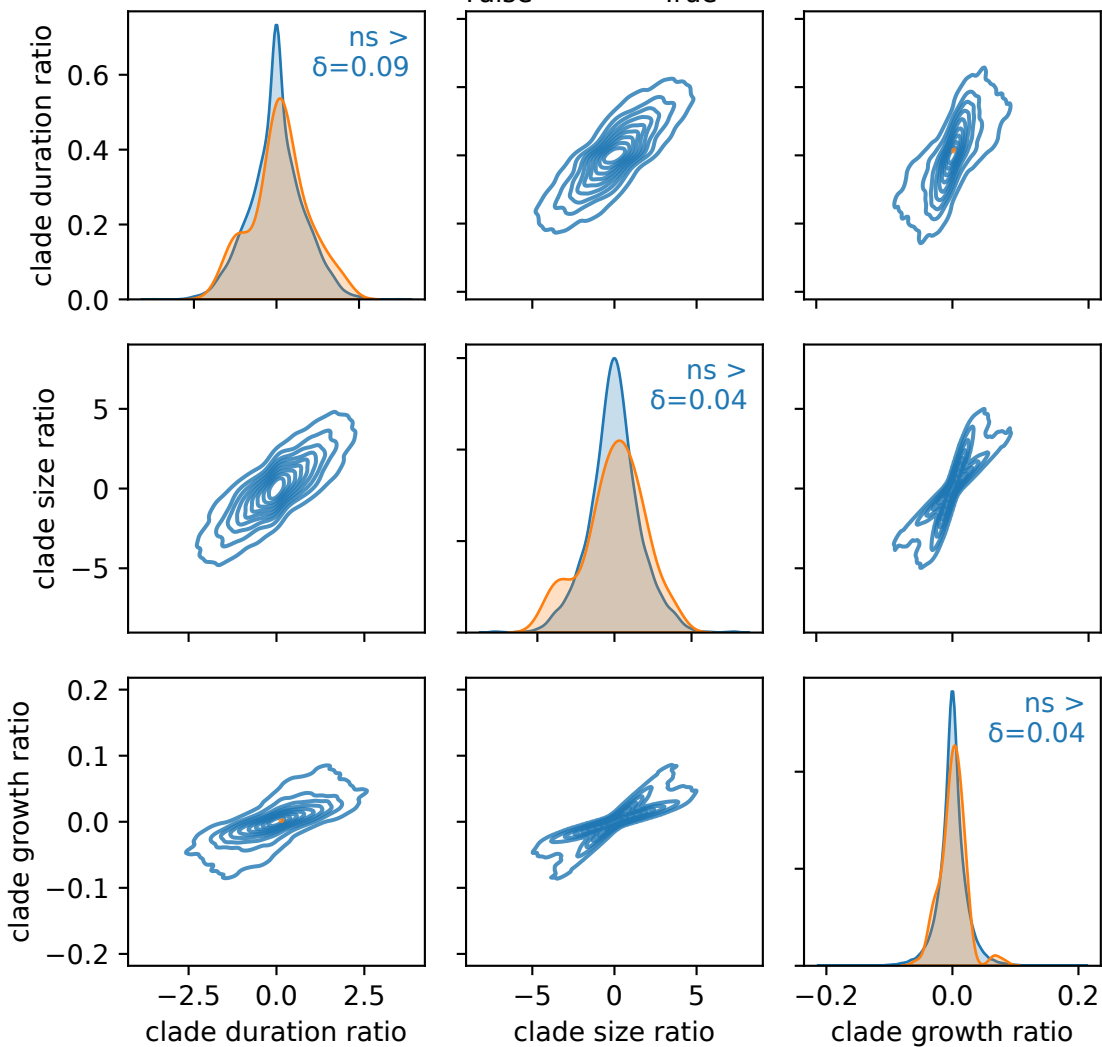 clade duration ratio
0.6
0.4
0.2
0.0
ns >
δ=0.09
clade size ratio
5
0
−5
ns >
δ=0.04
clade growth ratio
0.2
0.1
0.0
−0.1
−0.2
ns >
δ=0.04
−2.5 0.0 2.5
−5 0 5
−0.2 0.0 0.2
clade duration ratio
clade size ratio
clade growth ratio